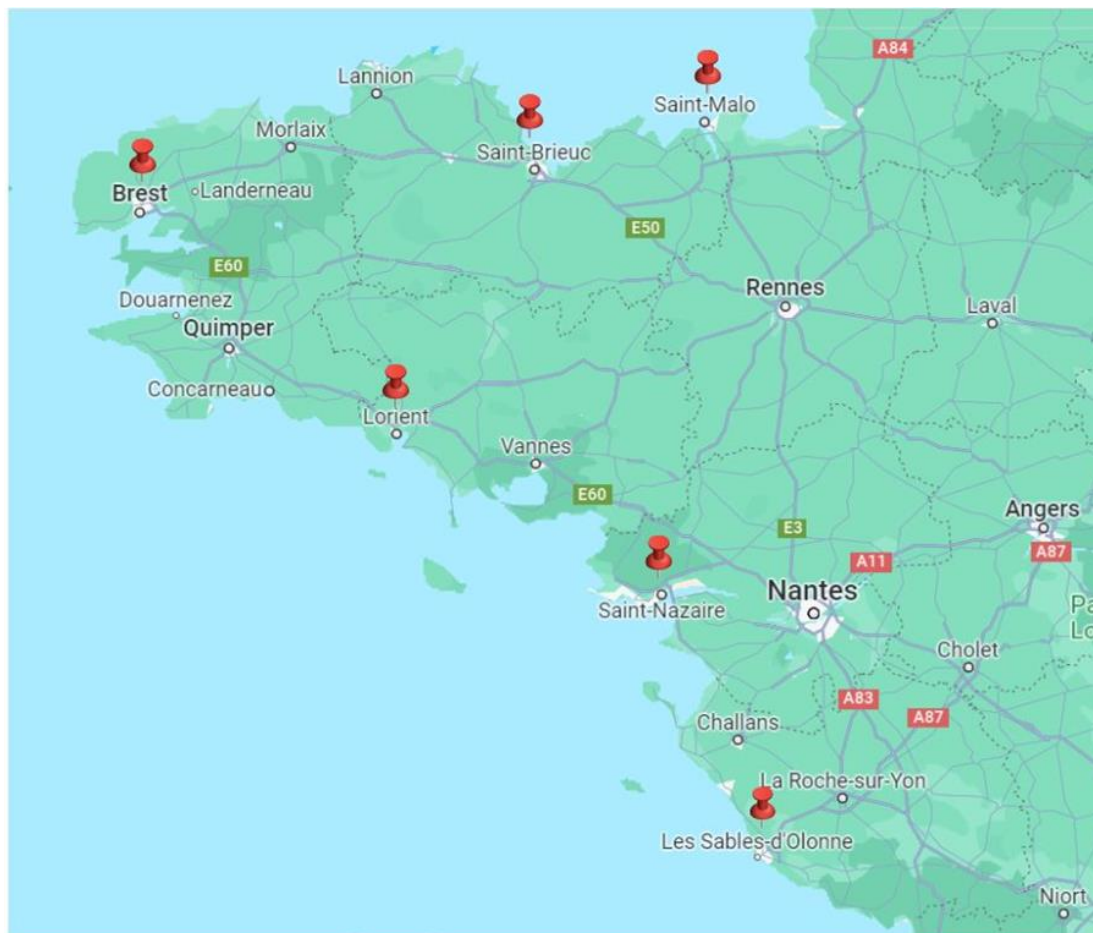 A84
Lannion
Saint-Malo
Morlaix
Saint-Brieuc
Brest
Landerneau
E50
E60
Rennes
Douarnenez
Laval
Quimper
Concarneau
Lorient
Vannes
E60
Angers
E3
A87
A11
Nantes
Saint-Nazaire
Pa
Lo
Cholet
A83
A87
Challans
La Roche-sur-Yon
Les Sables-d'Olonne
Niort